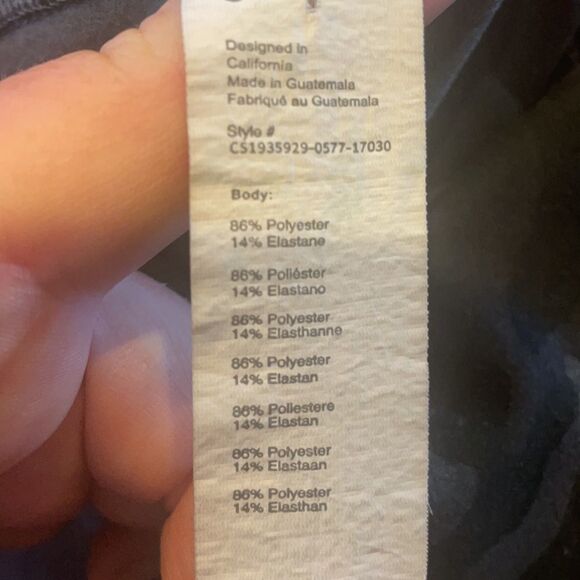 Designed in
California
Made in Guatemala
Fabriqué au Guatemala
Style #
CS1935929-0577-17030
Body:
86% Polyester
14% Elastane
86% Poliéster
14% Elastano
86% Polyester
14% Elasthanne
86% Polyester
14% Elastan
86% Poliestere
14% Elastan
86% Polyester
14% Elastaan
86% Polyester
14% Elasthan